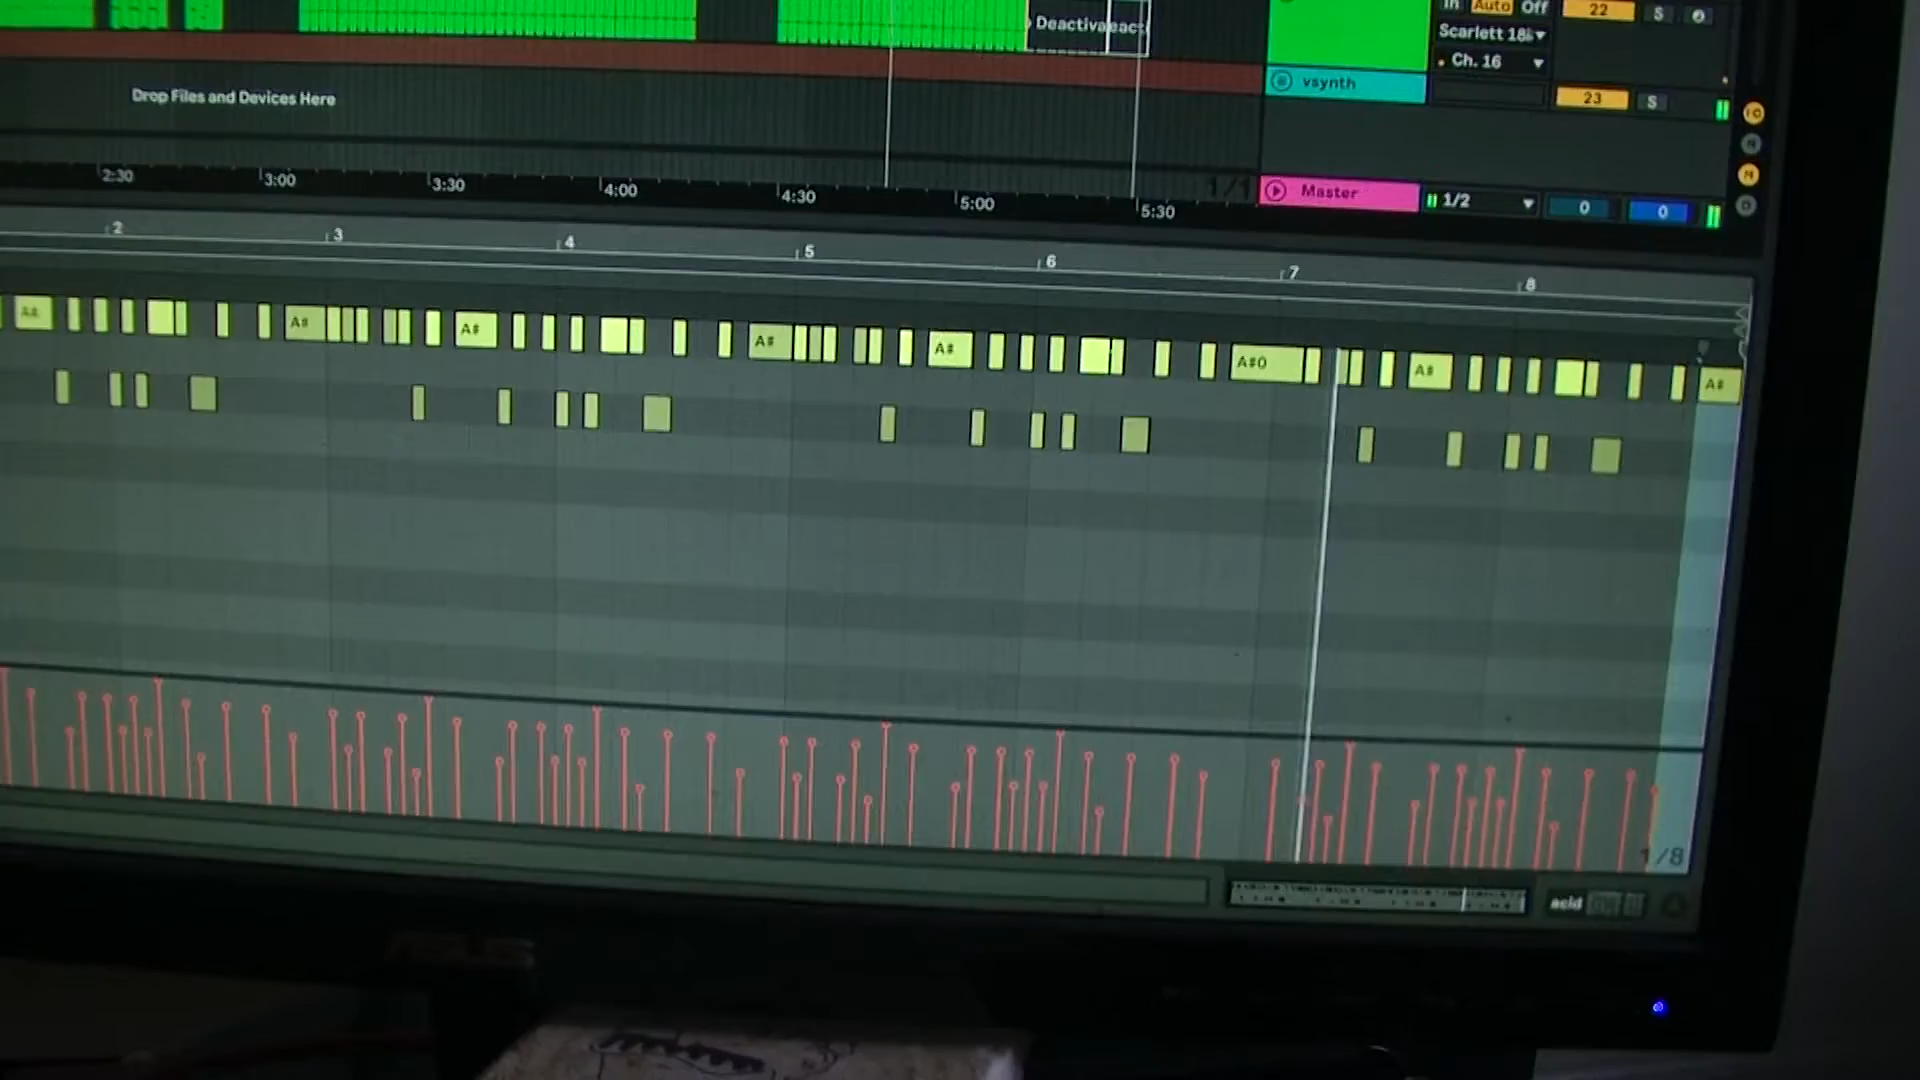 Deactiva
In Auto Off
22 S
Scarlett 18i
Ch. 16
vsynth
23 S
Drop Files and Devices Here
2:30 3:00 3:30 4:00 4:30 5:00 5:30
1/1
Master
1/2
0 0
2 3 4 5 6 7 8
A# A# A# A# A# A#0 A# A#
1/8
acid
ASUS